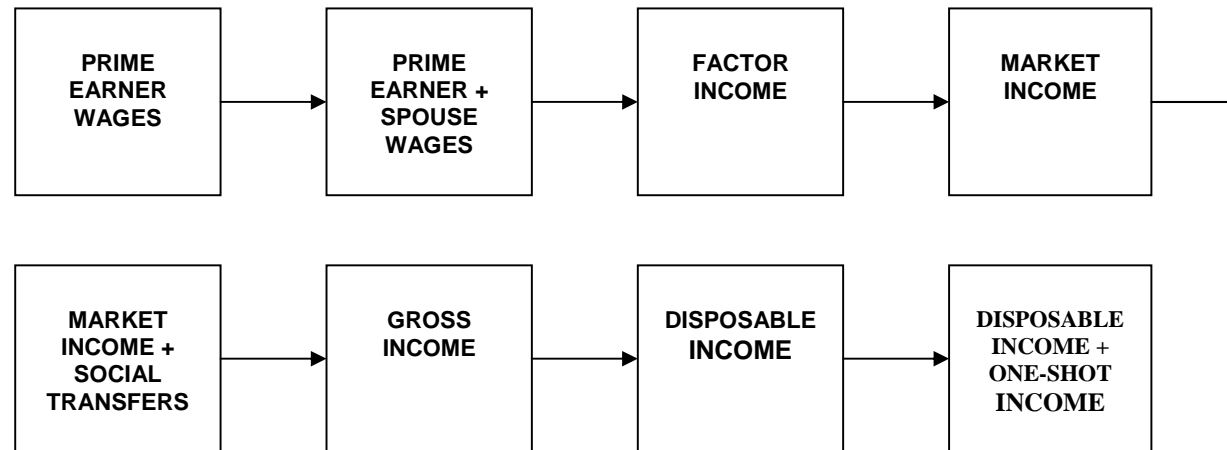 PRIME
EARNER
WAGES
PRIME
EARNER +
SPOUSE
WAGES
FACTOR
INCOME
MARKET
INCOME
MARKET
INCOME +
SOCIAL
TRANSFERS
GROSS
INCOME
DISPOSABLE
INCOME
DISPOSABLE
INCOME +
ONE-SHOT
INCOME